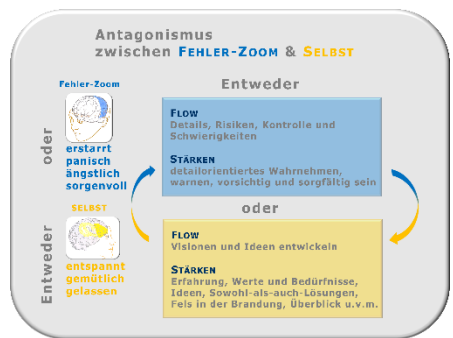 Antagonismus
zwischen FEHLER-ZOOM & SELBST
Entweder
Fehler-Zoom
oder
erstarrt
panisch
ängstlich
sorgenvoll
FLOW
Details, Risiken, Kontrolle und
Schwierigkeiten
STÄRKEN
detailorientiertes Wahrnehmen,
warnen, vorsichtig und sorgfältig sein
oder
SELBST
Entweder
entspannt
gemütlich
gelassen
FLOW
Visionen und Ideen entwickeln
STÄRKEN
Erfahrung, Werte und Bedürfnisse,
Ideen, Sowohl-als-auch-Lösungen,
Fels in der Brandung, Überblick u.v.m.